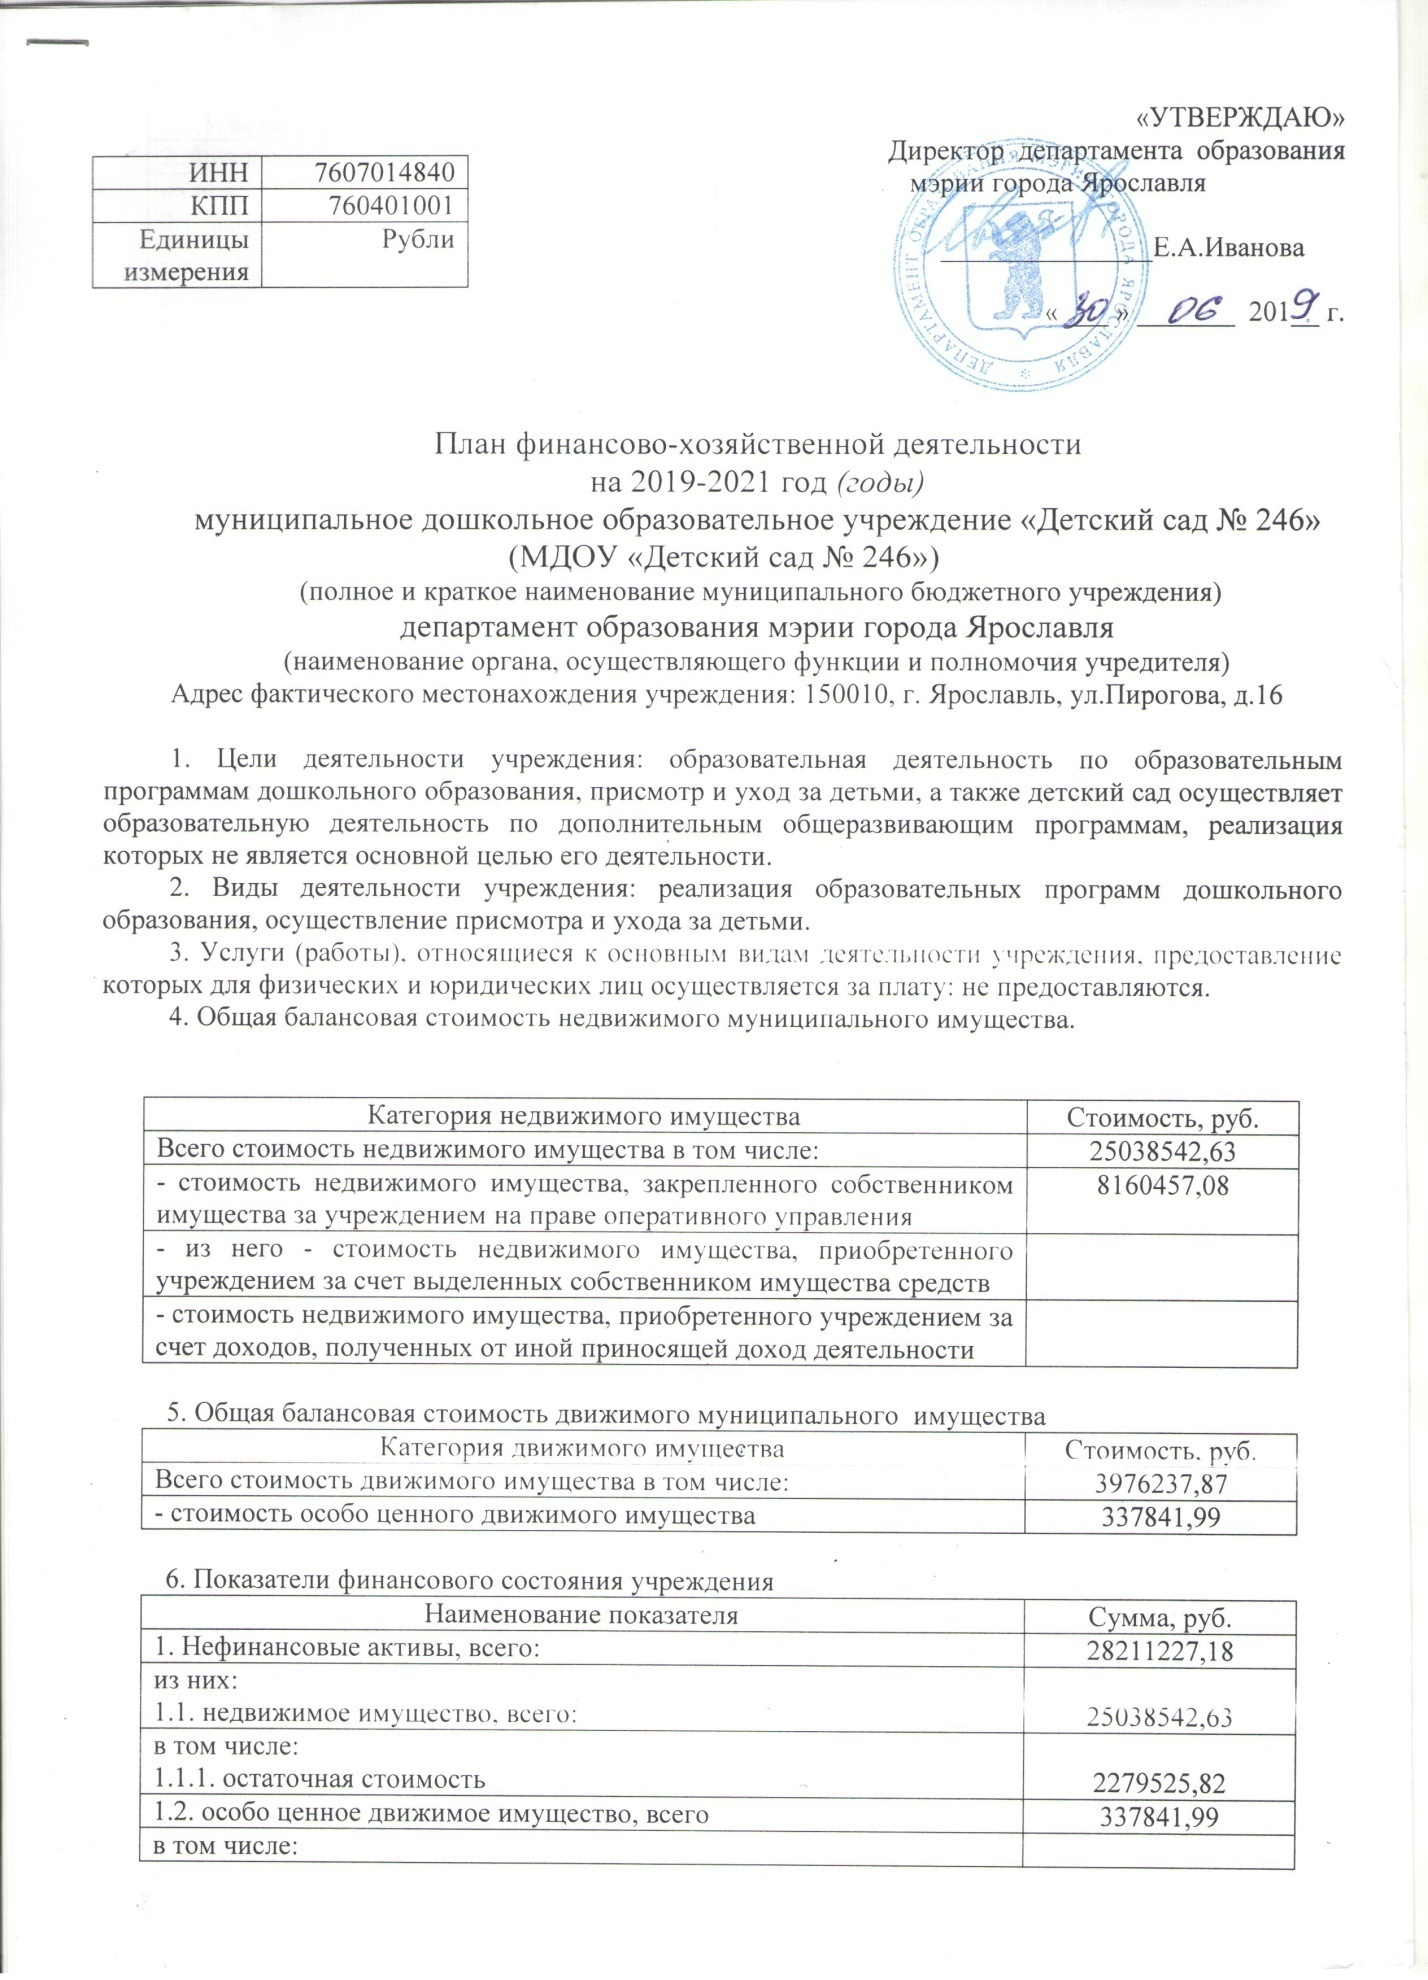 «УТВЕРЖДАЮ»
Директор департамента образования
мэрии города Ярославля
Е.А.Иванова
« 30 » 06 2019 г.
ДЕПАРТАМЕНТ ОБРАЗОВАНИЯ МЭРИИ ГОРОДА ЯРОСЛАВЛЯ
ИНН 7607014840
КПП 760401001
Единицы Рубли
измерения
План финансово-хозяйственной деятельности
на 2019-2021 год (годы)
муниципальное дошкольное образовательное учреждение «Детский сад № 246»
(МДОУ «Детский сад № 246»)
(полное и краткое наименование муниципального бюджетного учреждения)
департамент образования мэрии города Ярославля
(наименование органа, осуществляющего функции и полномочия учредителя)
Адрес фактического местонахождения учреждения: 150010, г. Ярославль, ул.Пирогова, д.16
1. Цели деятельности учреждения: образовательная деятельность по образовательным
программам дошкольного образования, присмотр и уход за детьми, а также детский сад осуществляет
образовательную деятельность по дополнительным общеразвивающим программам, реализация
которых не является основной целью его деятельности.
2. Виды деятельности учреждения: реализация образовательных программ дошкольного
образования, осуществление присмотра и ухода за детьми.
3. Услуги (работы), относящиеся к основным видам деятельности учреждения, предоставление
которых для физических и юридических лиц осуществляется за плату: не предоставляются.
4. Общая балансовая стоимость недвижимого муниципального имущества.
Категория недвижимого имущества Стоимость, руб.
Всего стоимость недвижимого имущества в том числе: 25038542,63
- стоимость недвижимого имущества, закрепленного собственником 8160457,08
имущества за учреждением на праве оперативного управления
- из него - стоимость недвижимого имущества, приобретенного
учреждением за счет выделенных собственником имущества средств
- стоимость недвижимого имущества, приобретенного учреждением за
счет доходов, полученных от иной приносящей доход деятельности
5. Общая балансовая стоимость движимого муниципального имущества
Категория движимого имущества Стоимость, руб.
Всего стоимость движимого имущества в том числе: 3976237,87
- стоимость особо ценного движимого имущества 337841,99
6. Показатели финансового состояния учреждения
Наименование показателя Сумма, руб.
1. Нефинансовые активы, всего: 28211227,18
из них:
1.1. недвижимое имущество, всего: 25038542,63
в том числе:
1.1.1. остаточная стоимость 2279525,82
1.2. особо ценное движимое имущество, всего 337841,99
в том числе: